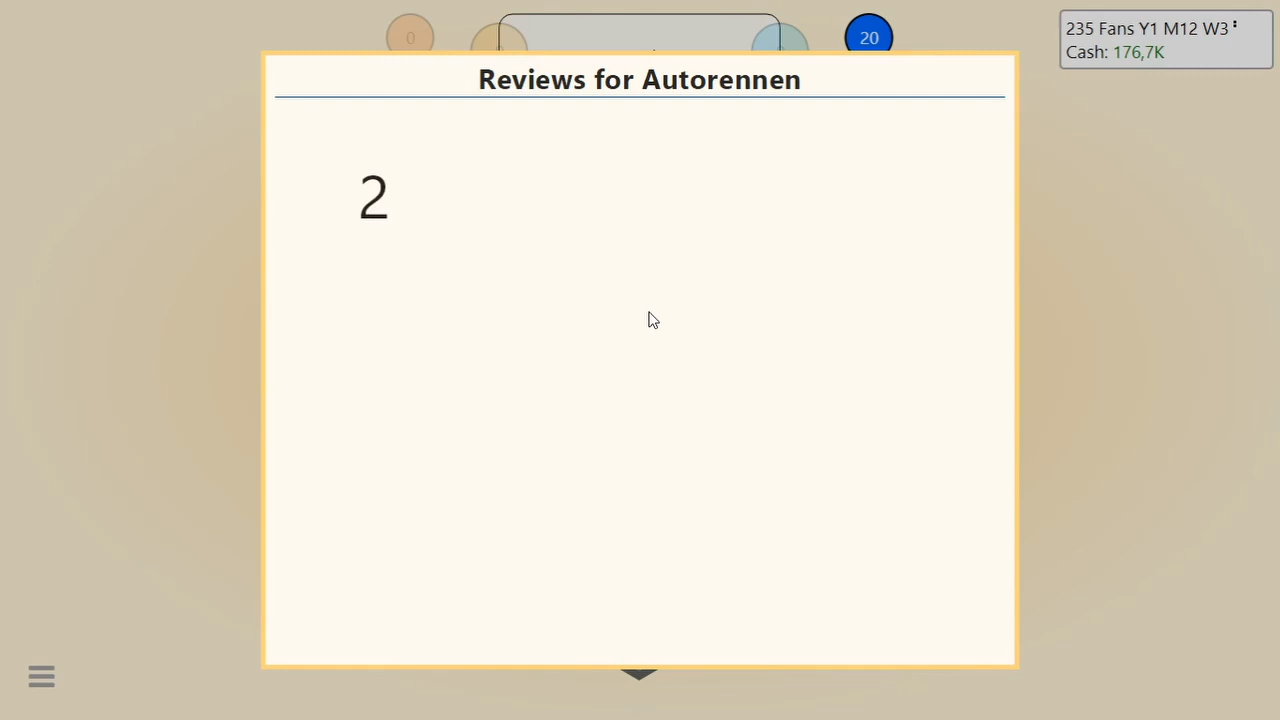 0
20
235 Fans Y1 M12 W3
Cash: 176,7K
Reviews for Autorennen
2